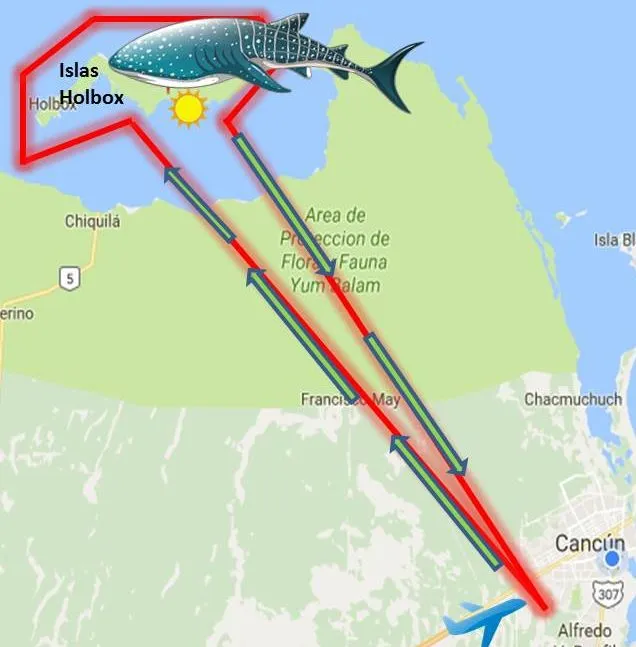 Islas
Holbox
Holbox
Chiquilá
5
erino
Area de
Proteccion de
Flora y Fauna
Yum Balam
Isla Bl
Francisco May
Chacmuchuch
Cancún
307
Alfredo